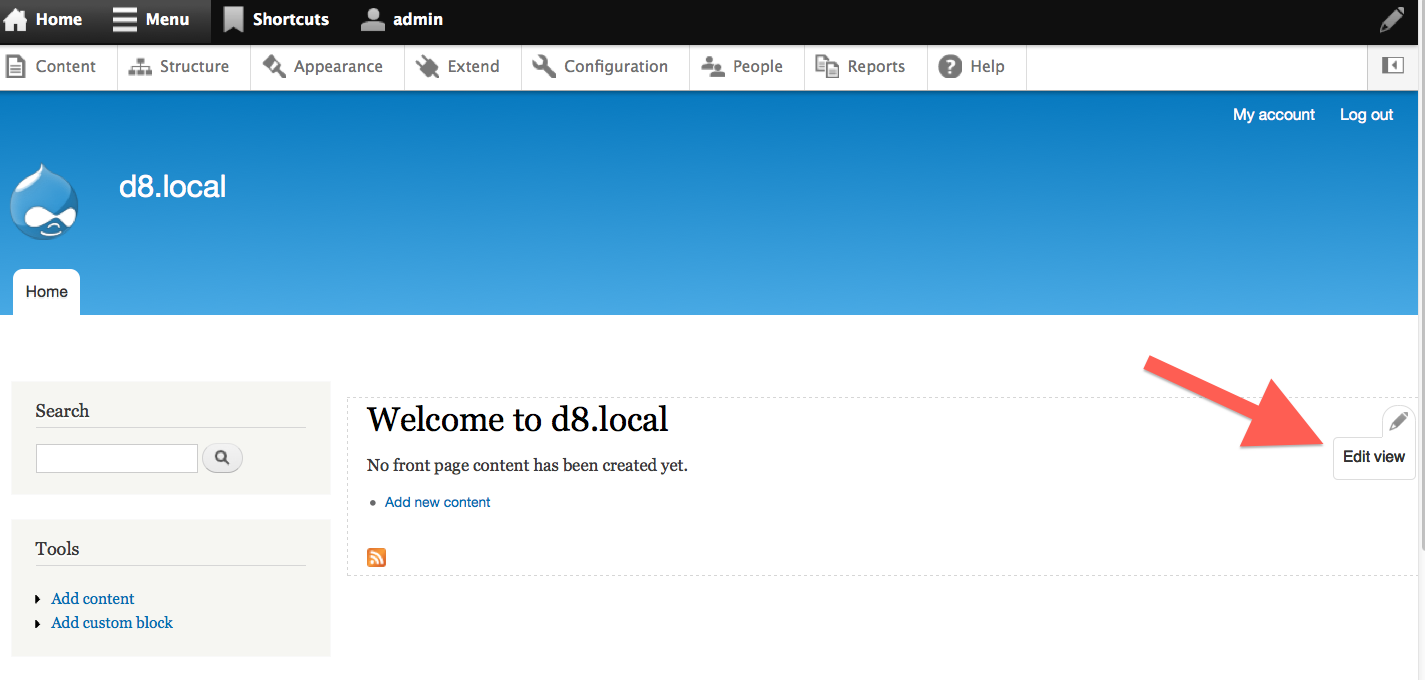 Home Menu Shortcuts admin
Content Structure Appearance Extend Configuration People Reports Help
My account Log out
d8.local
Home
Search
Tools
Add content
Add custom block
Welcome to d8.local
No front page content has been created yet.
Add new content
Edit view